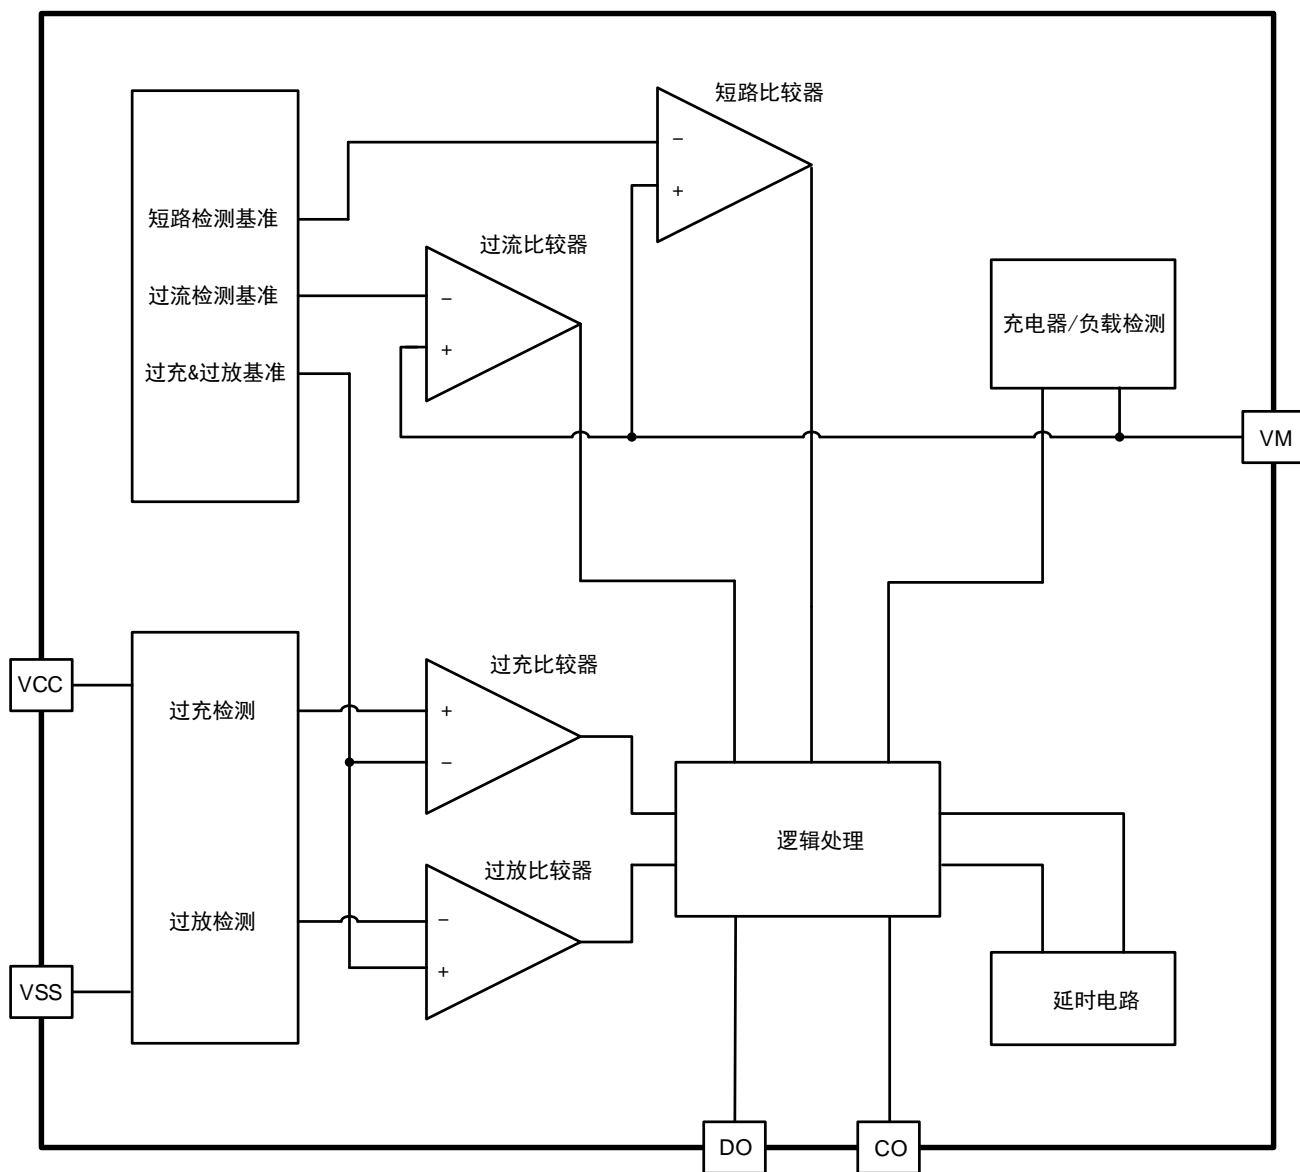 短路比较器
−
+
短路检测基准
过流比较器
过流检测基准
−
+
过充&过放基准
充电器/负载检测
VM
VCC
过充检测
过充比较器
+
−
逻辑处理
过放比较器
过放检测
−
+
VSS
延时电路
DO
CO